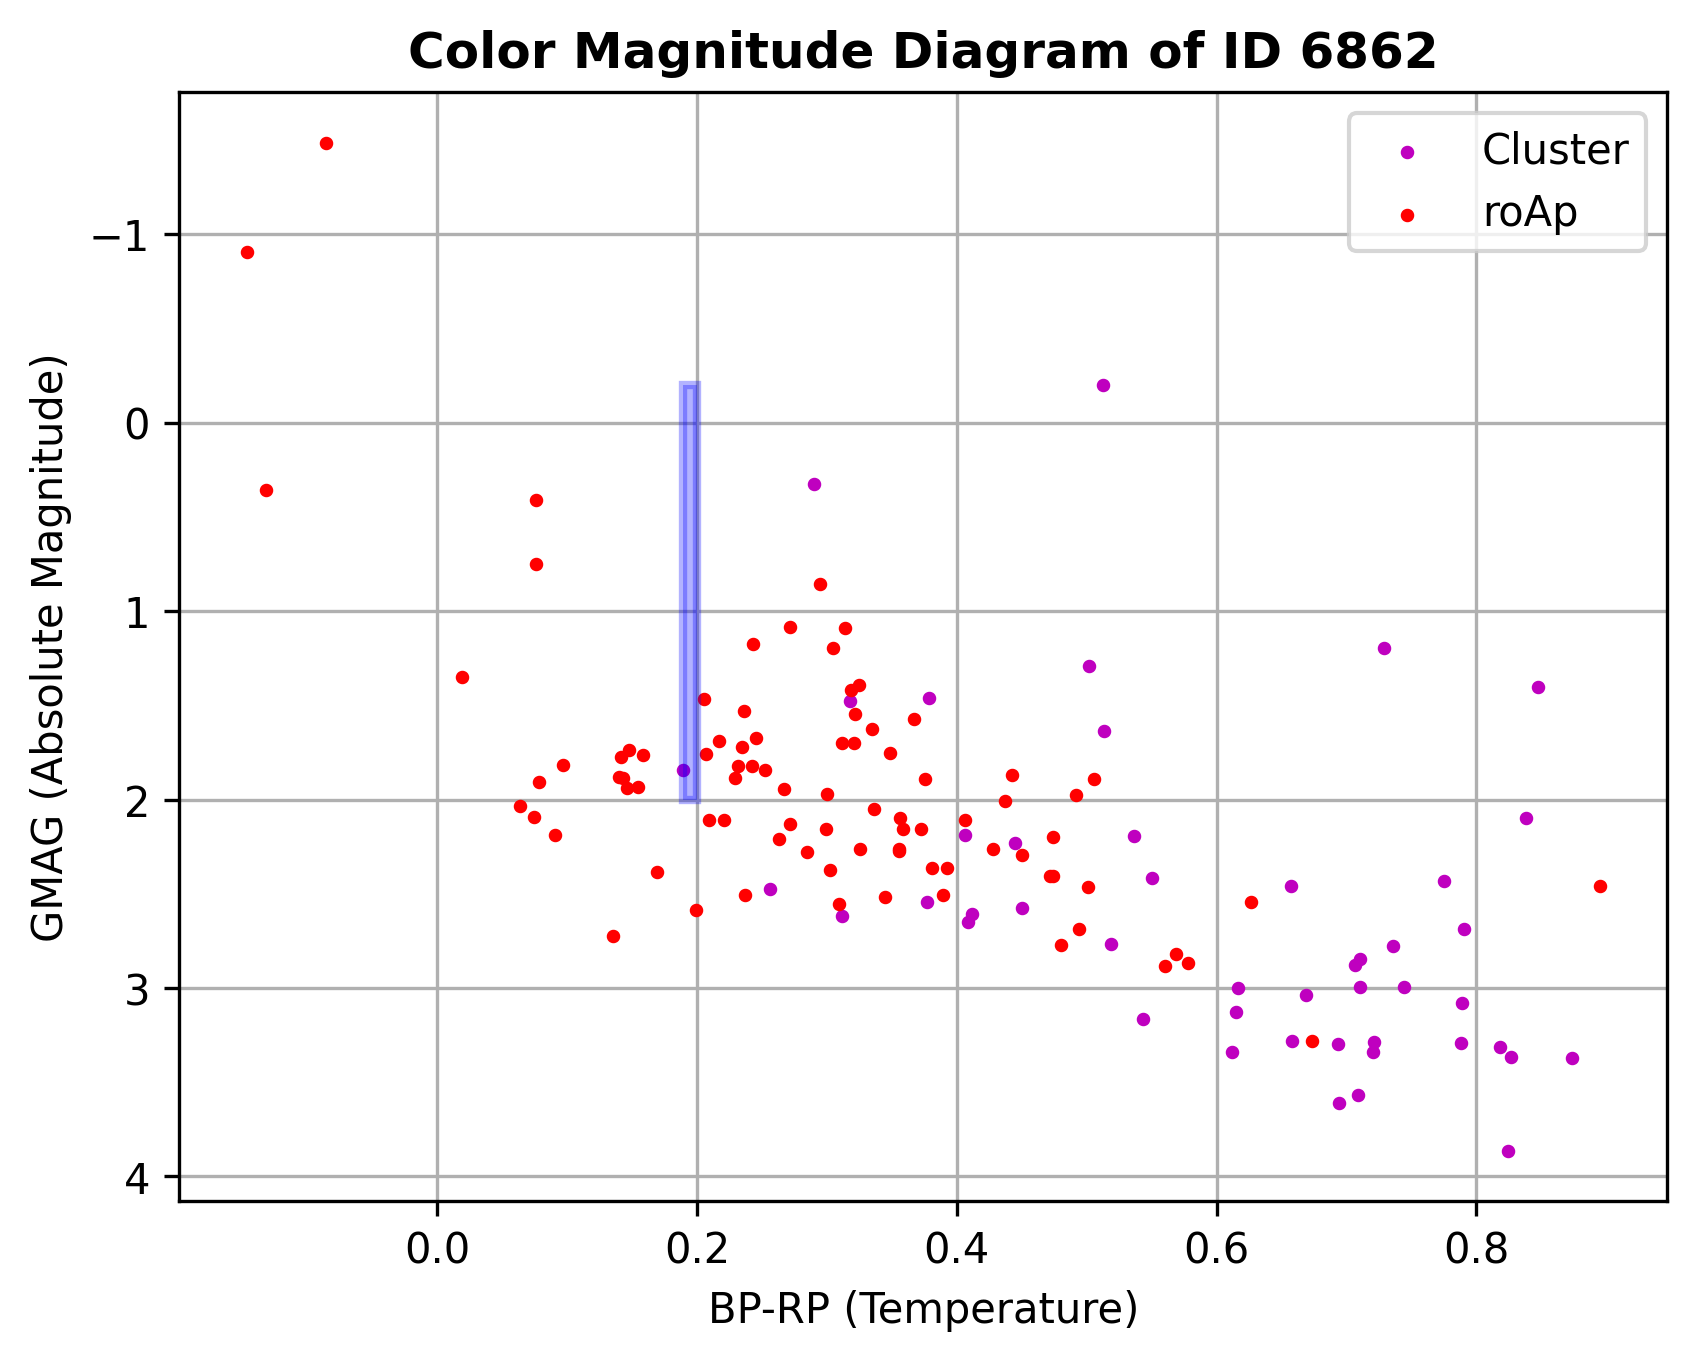 Color Magnitude Diagram of ID 6862
Cluster
roAp
−1
0
1
2
3
4
GMAG (Absolute Magnitude)
0.0 0.2 0.4 0.6 0.8
BP-RP (Temperature)